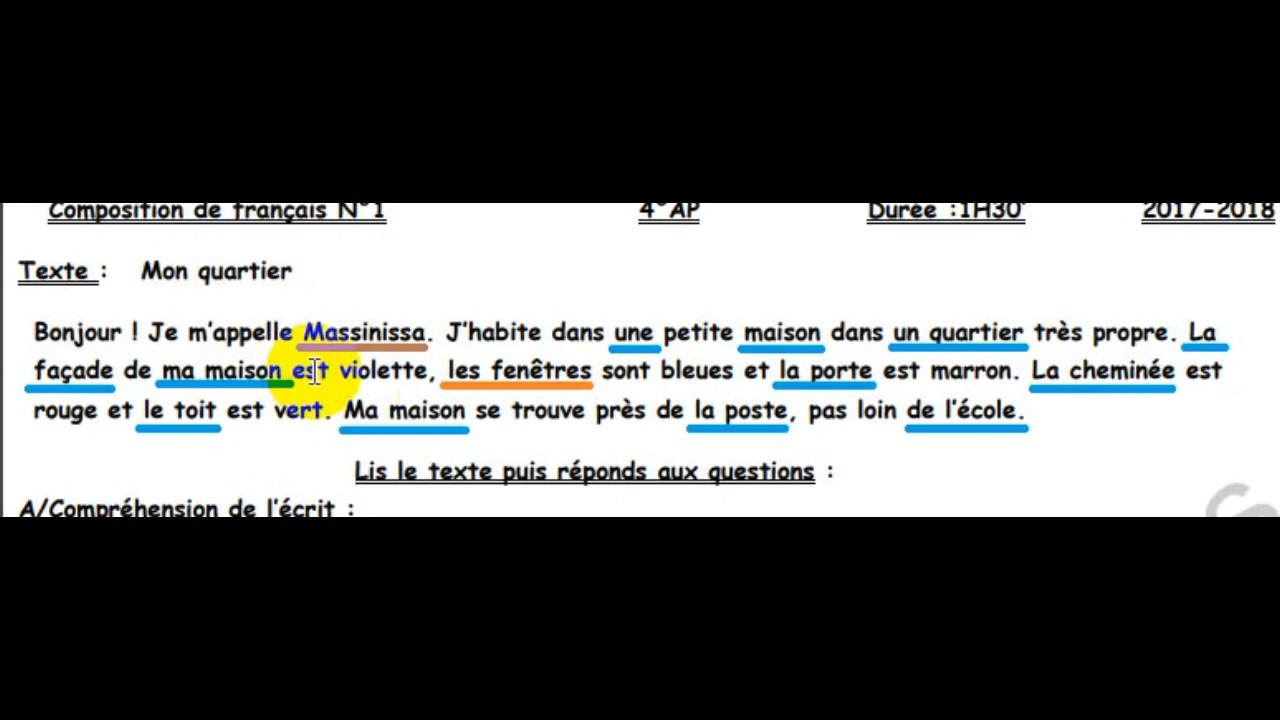 Composition de français N°1 4°AP Durée :1H30' 2017-2018
Texte : Mon quartier
Bonjour ! Je m'appelle Massinissa. J'habite dans une petite maison dans un quartier très propre. La
façade de ma maison est violette, les fenêtres sont bleues et la porte est marron. La cheminée est
rouge et le toit est vert. Ma maison se trouve près de la poste, pas loin de l'école.
Lis le texte puis réponds aux questions :
A/Compréhension de l'écrit :